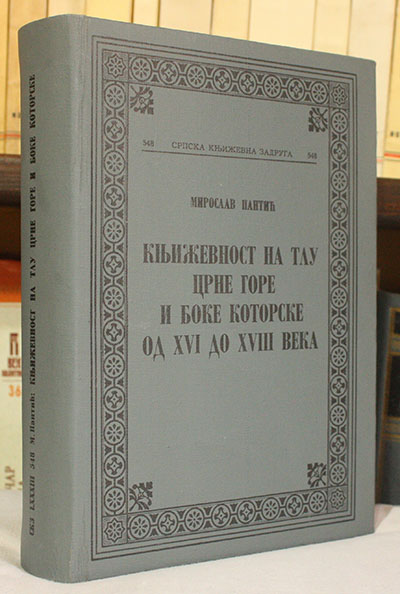 548 СРПСКА КЊИЖЕВНА ЗАДРУГА 548
МИРОСЛАВ ПАНТИЋ
КЊИЖЕВНОСТ НА ТЛУ
ЦРНЕ ГОРЕ
И БОКЕ КОТОРСКЕ
ОД XVI ДО XVIII ВЕКА
СКЗ LXXXIII 548 М. Пантић: КЊИЖЕВНОСТ НА ТЛУ ЦРНЕ ГОРЕ И БОКЕ КОТОРСКЕ